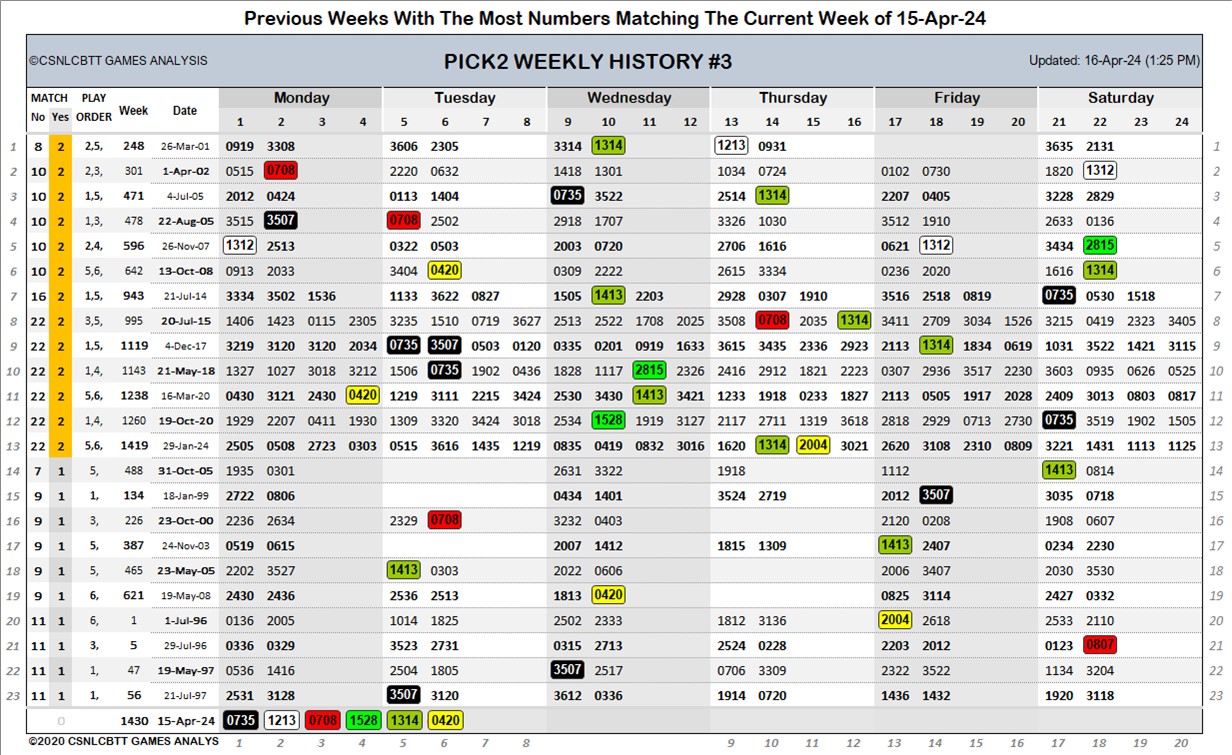 Previous Weeks With The Most Numbers Matching The Current Week of 15-Apr-24
©CSNLCBTT GAMES ANALYSIS PICK2 WEEKLY HISTORY #3 Updated: 16-Apr-24 (1:25 PM)
MATCH PLAY Week Date Monday Tuesday Wednesday Thursday Friday Saturday
No Yes ORDER 1 2 3 4 5 6 7 8 9 10 11 12 13 14 15 16 17 18 19 20 21 22 23 24
1 8 2 2,5, 248 26-Mar-01 0919 3308 3606 2305 3314 1314 1213 0931 3635 2131 1
2 10 2 2,3, 301 1-Apr-02 0515 0708 2220 0632 1418 1301 1034 0724 0102 0730 1820 1312 2
3 10 2 1,5, 471 4-Jul-05 2012 0424 0113 1404 0735 3522 2514 1314 2207 0405 3228 2829 3
4 10 2 1,3, 478 22-Aug-05 3515 3507 0708 2502 2918 1707 3326 1030 3512 1910 2633 0136 4
5 10 2 2,4, 596 26-Nov-07 1312 2513 0322 0503 2003 0720 2706 1616 0621 1312 3434 2815 5
6 10 2 5,6, 642 13-Oct-08 0913 2033 3404 0420 0309 2222 2615 3334 0236 2020 1616 1314 6
7 16 2 1,5, 943 21-Jul-14 3334 3502 1536 1133 3622 0827 1505 1413 2203 2928 0307 1910 3516 2518 0819 0735 0530 1518 7
8 22 2 3,5, 995 20-Jul-15 1406 1423 0115 2305 3235 1510 0719 3627 2513 2522 1708 2025 3508 0708 2035 1314 3411 2709 3034 1526 3215 0419 2323 3405 8
9 22 2 1,5, 1119 4-Dec-17 3219 3120 3120 2034 0735 3507 0503 0120 0335 0201 0919 1633 3615 3435 2336 2923 2113 1314 1834 0619 1031 3522 1421 3115 9
10 22 2 1,4, 1143 21-May-18 1327 1027 3018 3212 1506 0735 1902 0436 1828 1117 2815 2326 2416 2912 1821 2223 0307 2936 3517 2230 3603 0935 0626 0525 10
11 22 2 5,6, 1238 16-Mar-20 0430 3121 2430 0420 1219 3111 2215 3424 2530 3430 1413 3421 1233 1918 0233 1827 2113 0505 1917 2028 2409 3013 0803 0817 11
12 22 2 1,4, 1260 19-Oct-20 1929 2207 0411 1930 1309 3320 3424 3018 2534 1528 1919 3127 2117 2711 1319 3618 2818 2929 0713 2730 0735 3519 1902 1505 12
13 22 2 5,6, 1419 29-Jan-24 2505 0508 2723 0303 0515 3616 1435 1219 0835 0419 0832 3016 1620 1314 2004 3021 2620 3108 2310 0809 3221 1431 1113 1125 13
14 7 1 5, 488 31-Oct-05 1935 0301 2631 3322 1918 1112 1413 0814 14
15 9 1 1, 134 18-Jan-99 2722 0806 0434 1401 3524 2719 2012 3507 3035 0718 15
16 9 1 3, 226 23-Oct-00 2236 2634 2329 0708 3232 0403 2120 0208 1908 0607 16
17 9 1 5, 387 24-Nov-03 0519 0615 2007 1412 1815 1309 1413 2407 0234 2230 17
18 9 1 5, 465 23-May-05 2202 3527 1413 0303 2022 0606 2006 3407 2030 3530 18
19 9 1 6, 621 19-May-08 2430 2436 2536 2513 1813 0420 0825 3114 2427 0332 19
20 11 1 6, 1 1-Jul-96 0136 2005 1014 1825 2502 2333 1812 3136 2004 2618 2533 2110 20
21 11 1 3, 5 29-Jul-96 0336 0329 3523 2731 0315 2713 2524 0228 2203 2012 0123 0807 21
22 11 1 1, 47 19-May-97 0536 1416 2504 1805 3507 2517 0706 3309 2322 3522 1134 3204 22
23 11 1 1, 56 21-Jul-97 2531 3128 3507 3120 3612 0336 1914 0720 1436 1432 1920 3118 23
0 1430 15-Apr-24 0735 1213 0708 1528 1314 0420
©2020 CSNLCBTT GAMES ANALYS 1 2 3 4 5 6 7 8 9 10 11 12 13 14 15 16 17 18 19 20